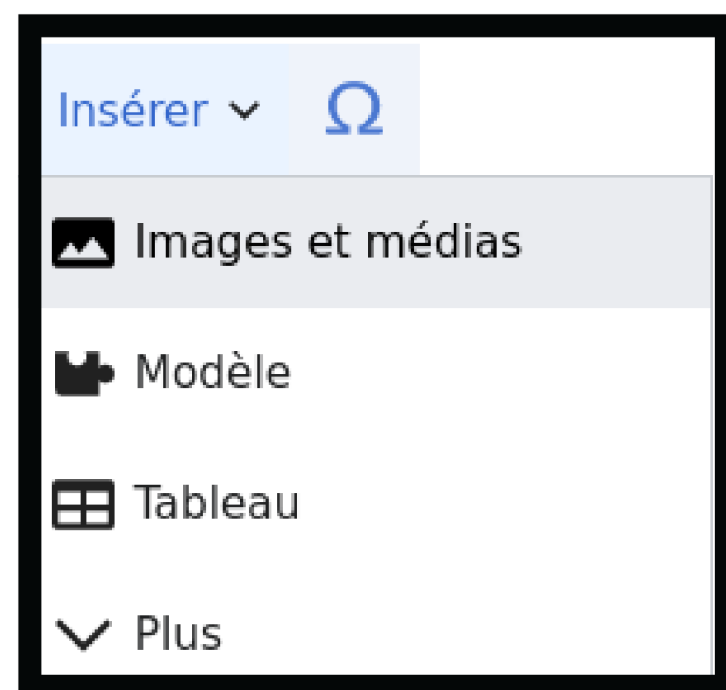 Insérer Ω
Images et médias
Modèle
Tableau
Plus